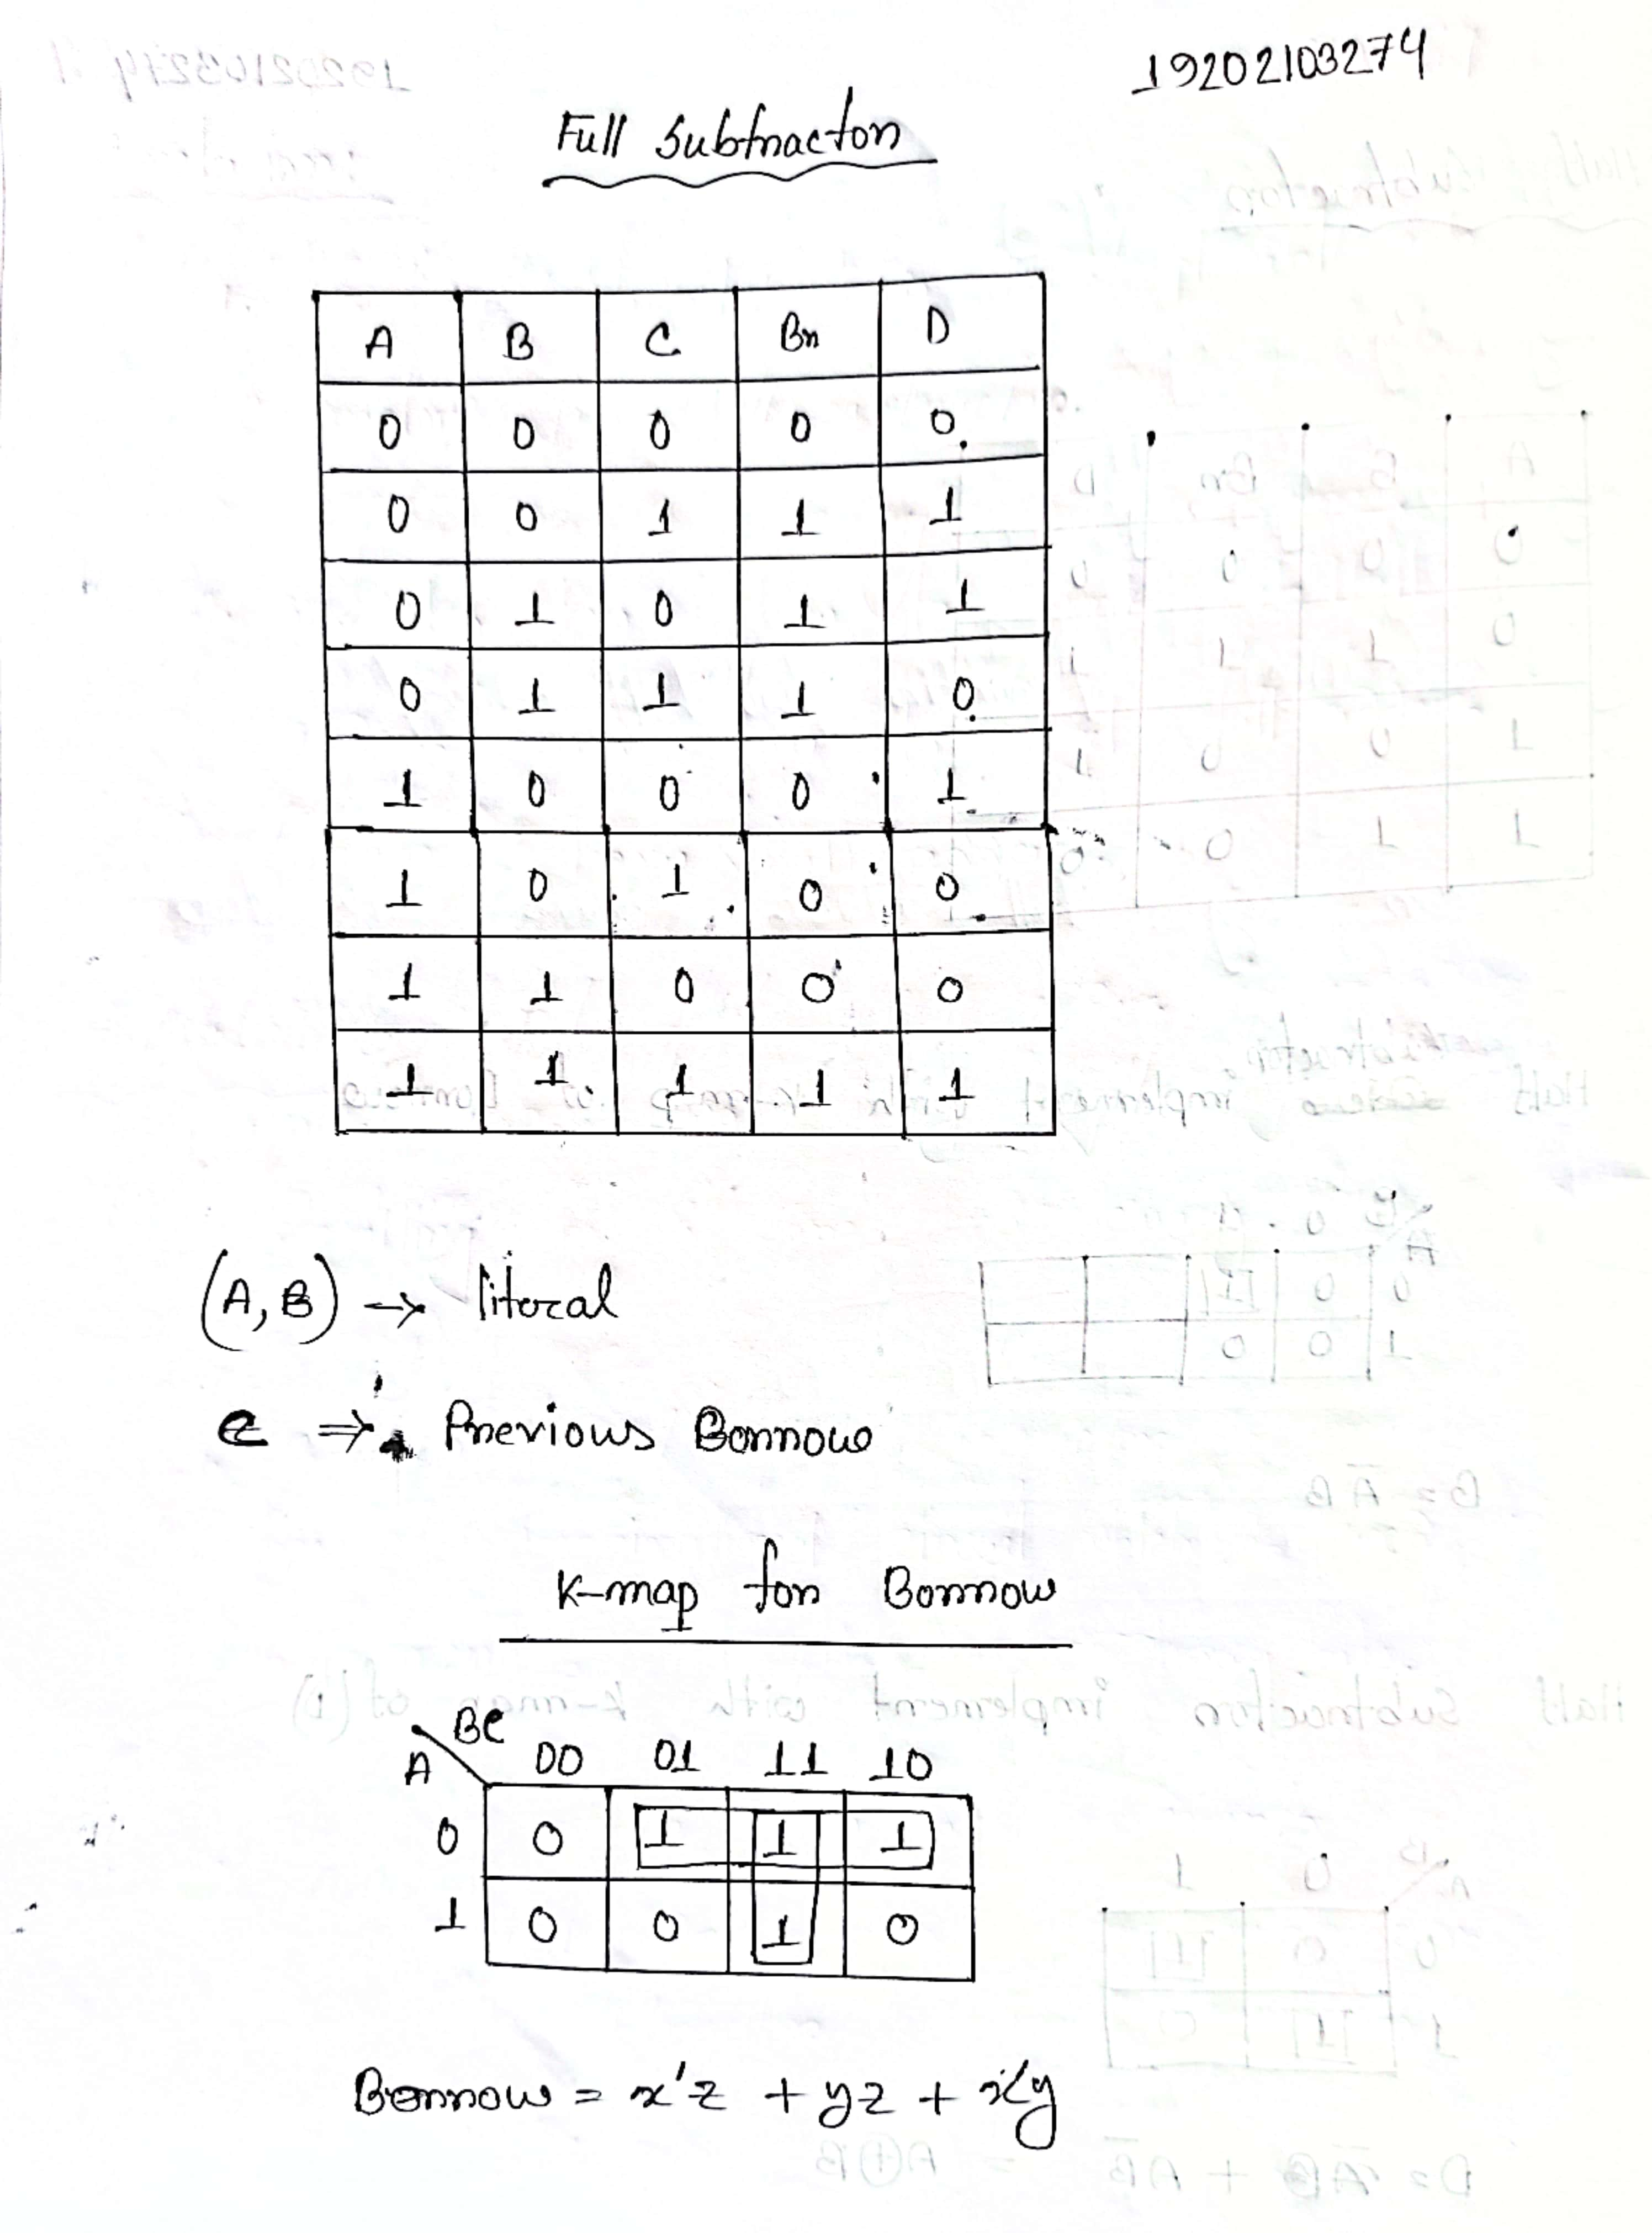 19202103274
Full Subtractor
A B C Br D
0 0 0 0 0
0 0 1 1 1
0 1 0 1 1
0 1 1 1 0
1 0 0 0 1
1 0 1 0 0
1 1 0 0 0
1 1 1 1 1
(A, B) → literal
C ⇒ Previous Borrow
K-map for Borrow
BC
A 00 01 11 10
0 0 1 1 1
1 0 0 1 0
Borrow = x'z + yz + x'y